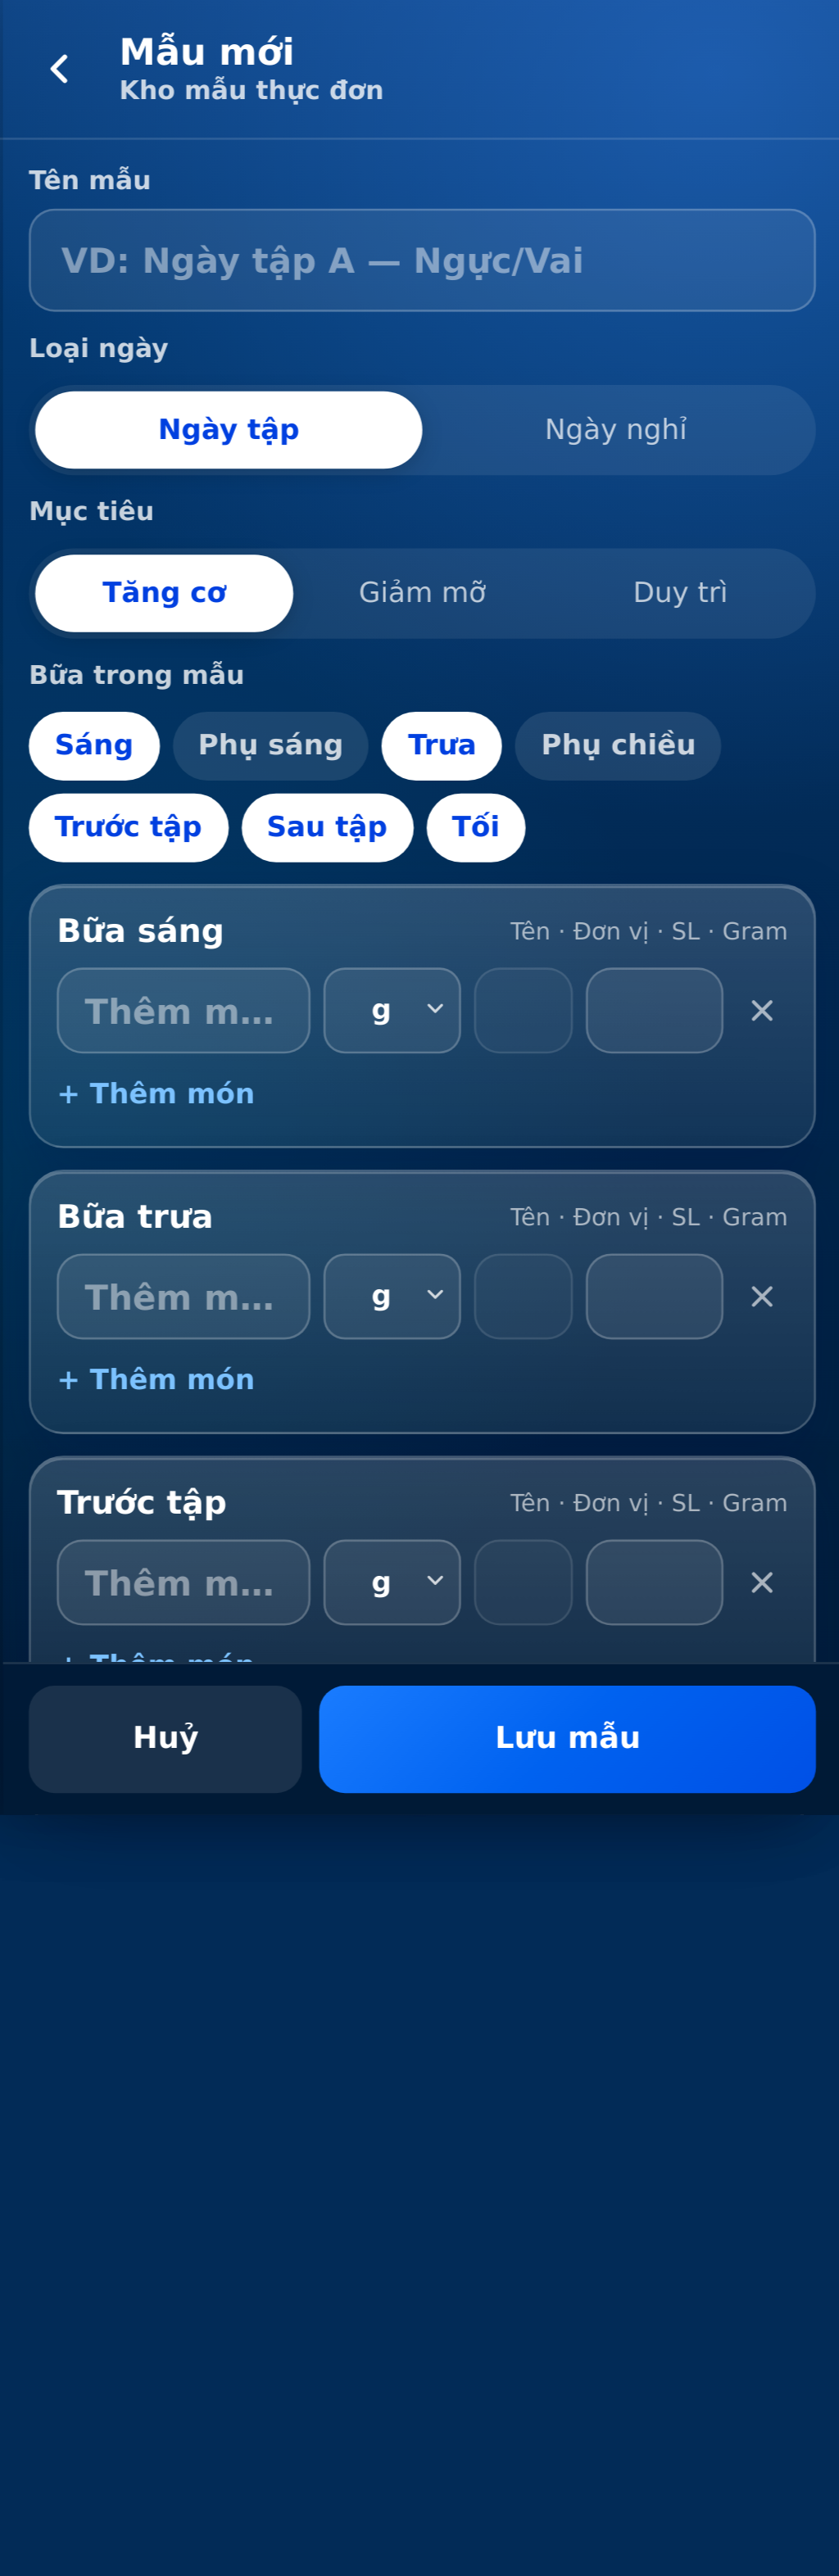 Mẫu mới
Kho mẫu thực đơn
Tên mẫu
VD: Ngày tập A — Ngực/Vai
Loại ngày
Ngày tập Ngày nghỉ
Mục tiêu
Tăng cơ Giảm mỡ Duy trì
Bữa trong mẫu
Sáng Phụ sáng Trưa Phụ chiều
Trước tập Sau tập Tối
Bữa sáng Tên · Đơn vị · SL · Gram
Thêm m... g
+ Thêm món
Bữa trưa Tên · Đơn vị · SL · Gram
Thêm m... g
+ Thêm món
Trước tập Tên · Đơn vị · SL · Gram
Thêm m... g
+ Thêm món
Huỷ Lưu mẫu